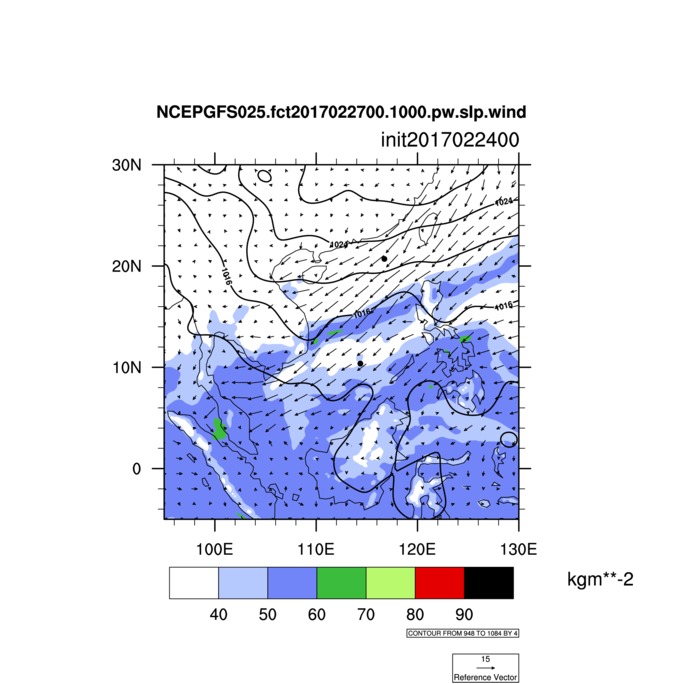 NCEPGFS025.fct2017022700.1000.pw.slp.wind
init2017022400
30N
1024
1024
20N
1016
1016
1016
10N
0
100E 110E 120E 130E
40 50 60 70 80 90
kgm**-2
CONTOUR FROM 948 TO 1084 BY 4
15
Reference Vector